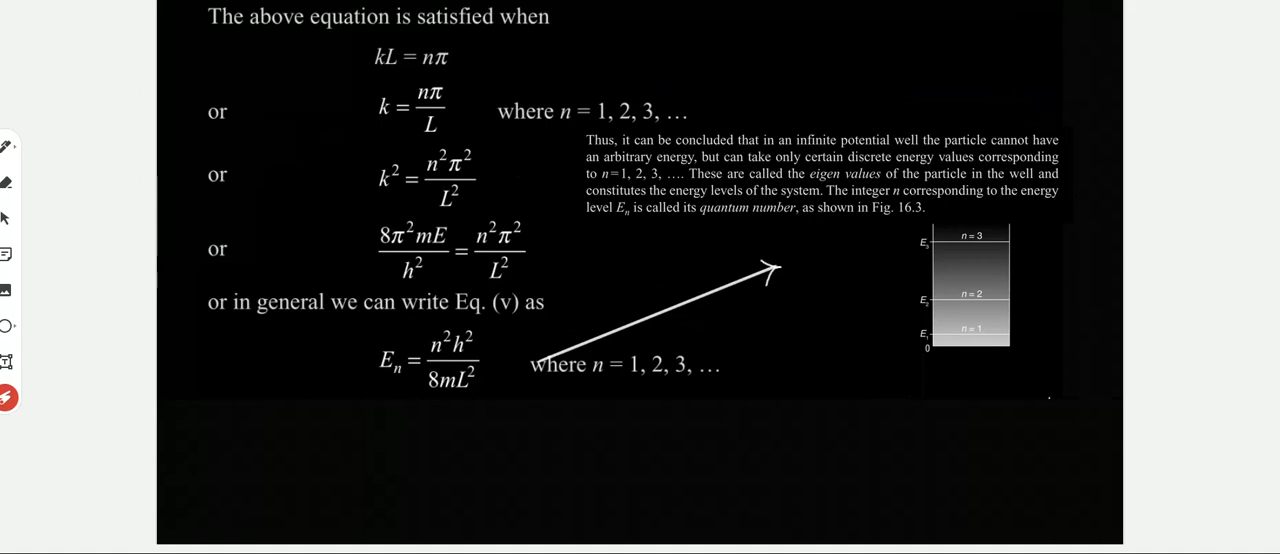 The above equation is satisfied when
kL = nπ
or k = nπ/L where n = 1, 2, 3, …
or k² = n²π²/L²
or 8π²mE/h² = n²π²/L²
or in general we can write Eq. (v) as
Eₙ = n²h²/8mL² where n = 1, 2, 3, …
Thus, it can be concluded that in an infinite potential well the particle cannot have
an arbitrary energy, but can take only certain discrete energy values corresponding
to n=1, 2, 3, …. These are called the eigen values of the particle in the well and
constitutes the energy levels of the system. The integer n corresponding to the energy
level Eₙ is called its quantum number, as shown in Fig. 16.3.
E₃ n = 3
E₂ n = 2
E₁ n = 1
0